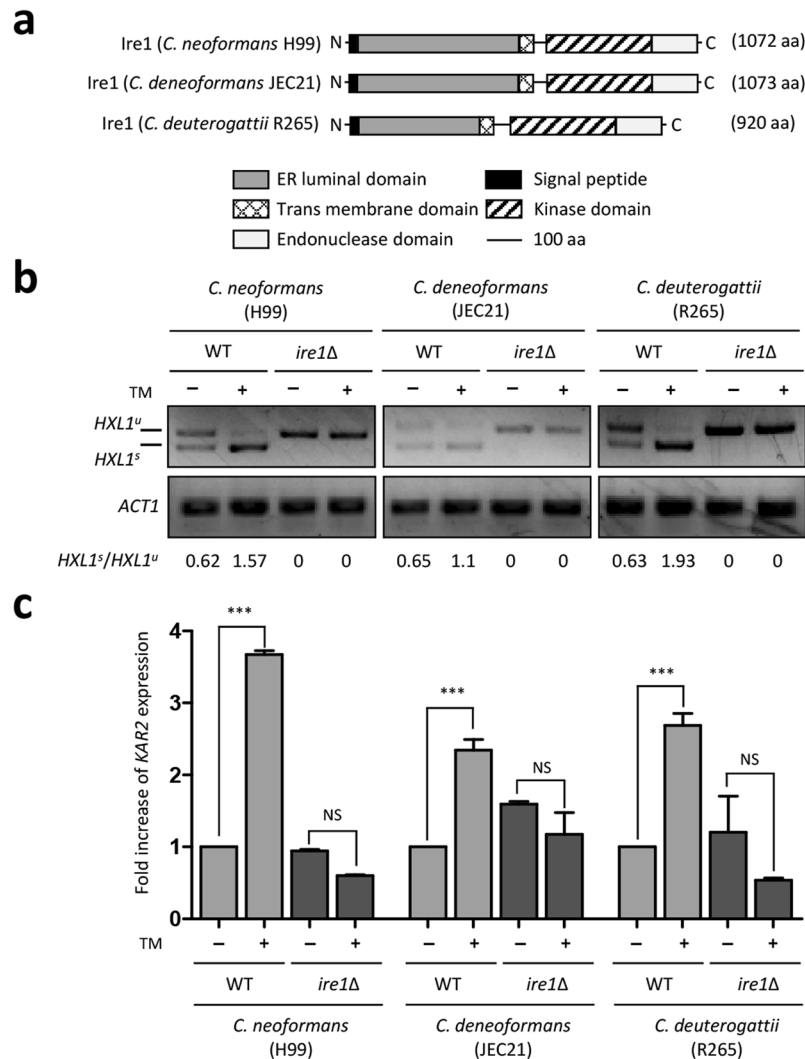 a
Ire1 (C. neoformans H99) N C (1072 aa)
Ire1 (C. deneoformans JEC21) N C (1073 aa)
Ire1 (C. deuterogattii R265) N C (920 aa)
ER luminal domain Signal peptide
Trans membrane domain Kinase domain
Endonuclease domain 100 aa
b
C. neoformans C. deneoformans C. deuterogattii
(H99) (JEC21) (R265)
WT ire1Δ WT ire1Δ WT ire1Δ
TM – + – + – + – + – + – +
HXL1ᵘ
HXL1ˢ
ACT1
HXL1ˢ/HXL1ᵘ 0.62 1.57 0 0 0.65 1.1 0 0 0.63 1.93 0 0
c
Fold increase of KAR2 expression
4
3
2
1
0
*** NS *** NS *** NS
TM – + – + – + – + – + – +
WT ire1Δ WT ire1Δ WT ire1Δ
C. neoformans C. deneoformans C. deuterogattii
(H99) (JEC21) (R265)